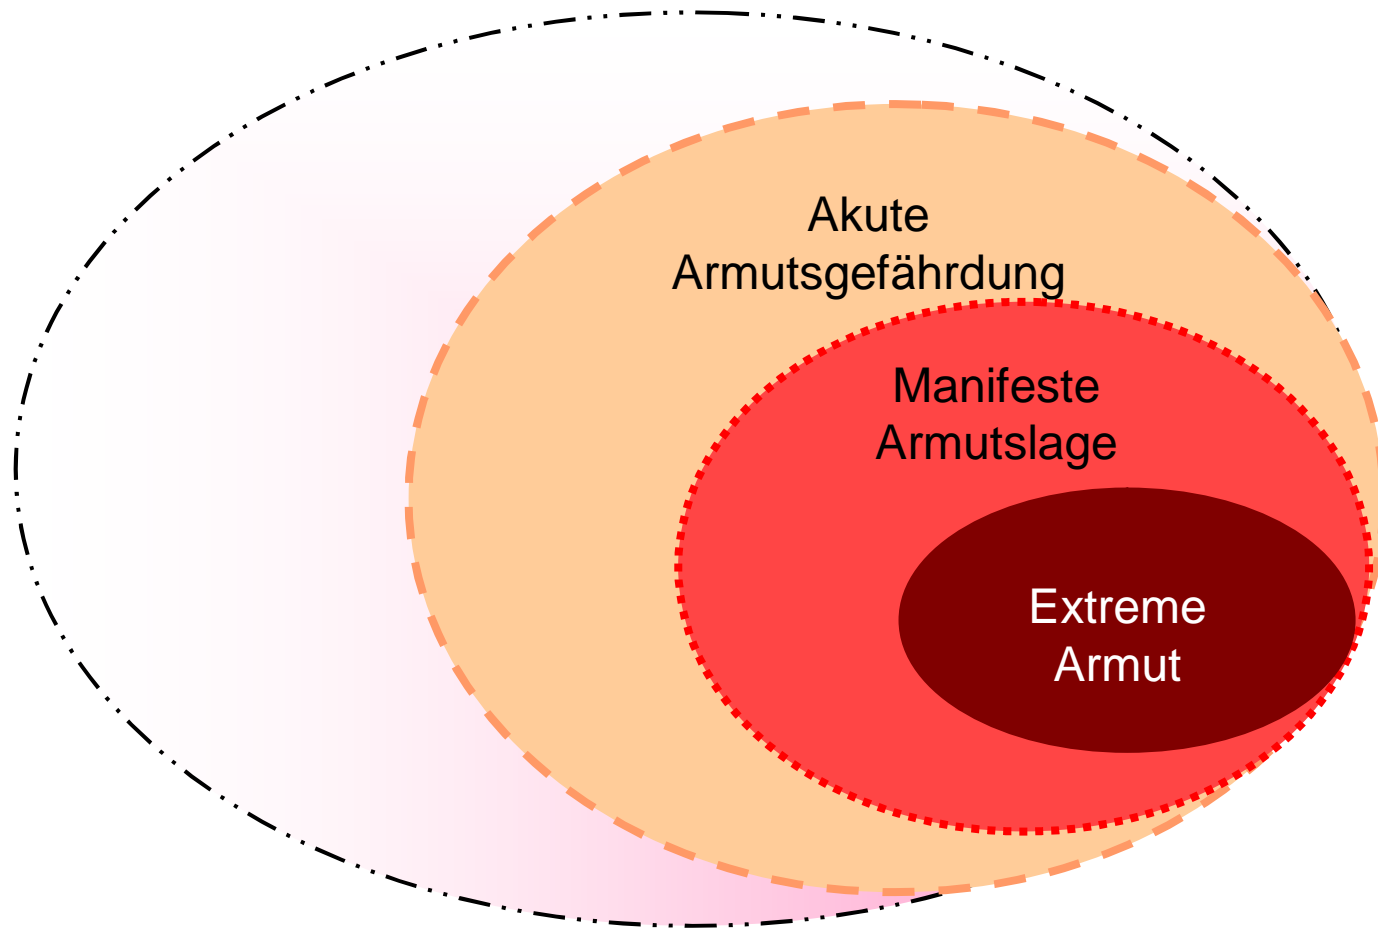 Akute
Armutsgefährdung
Manifeste
Armutslage
Extreme
Armut